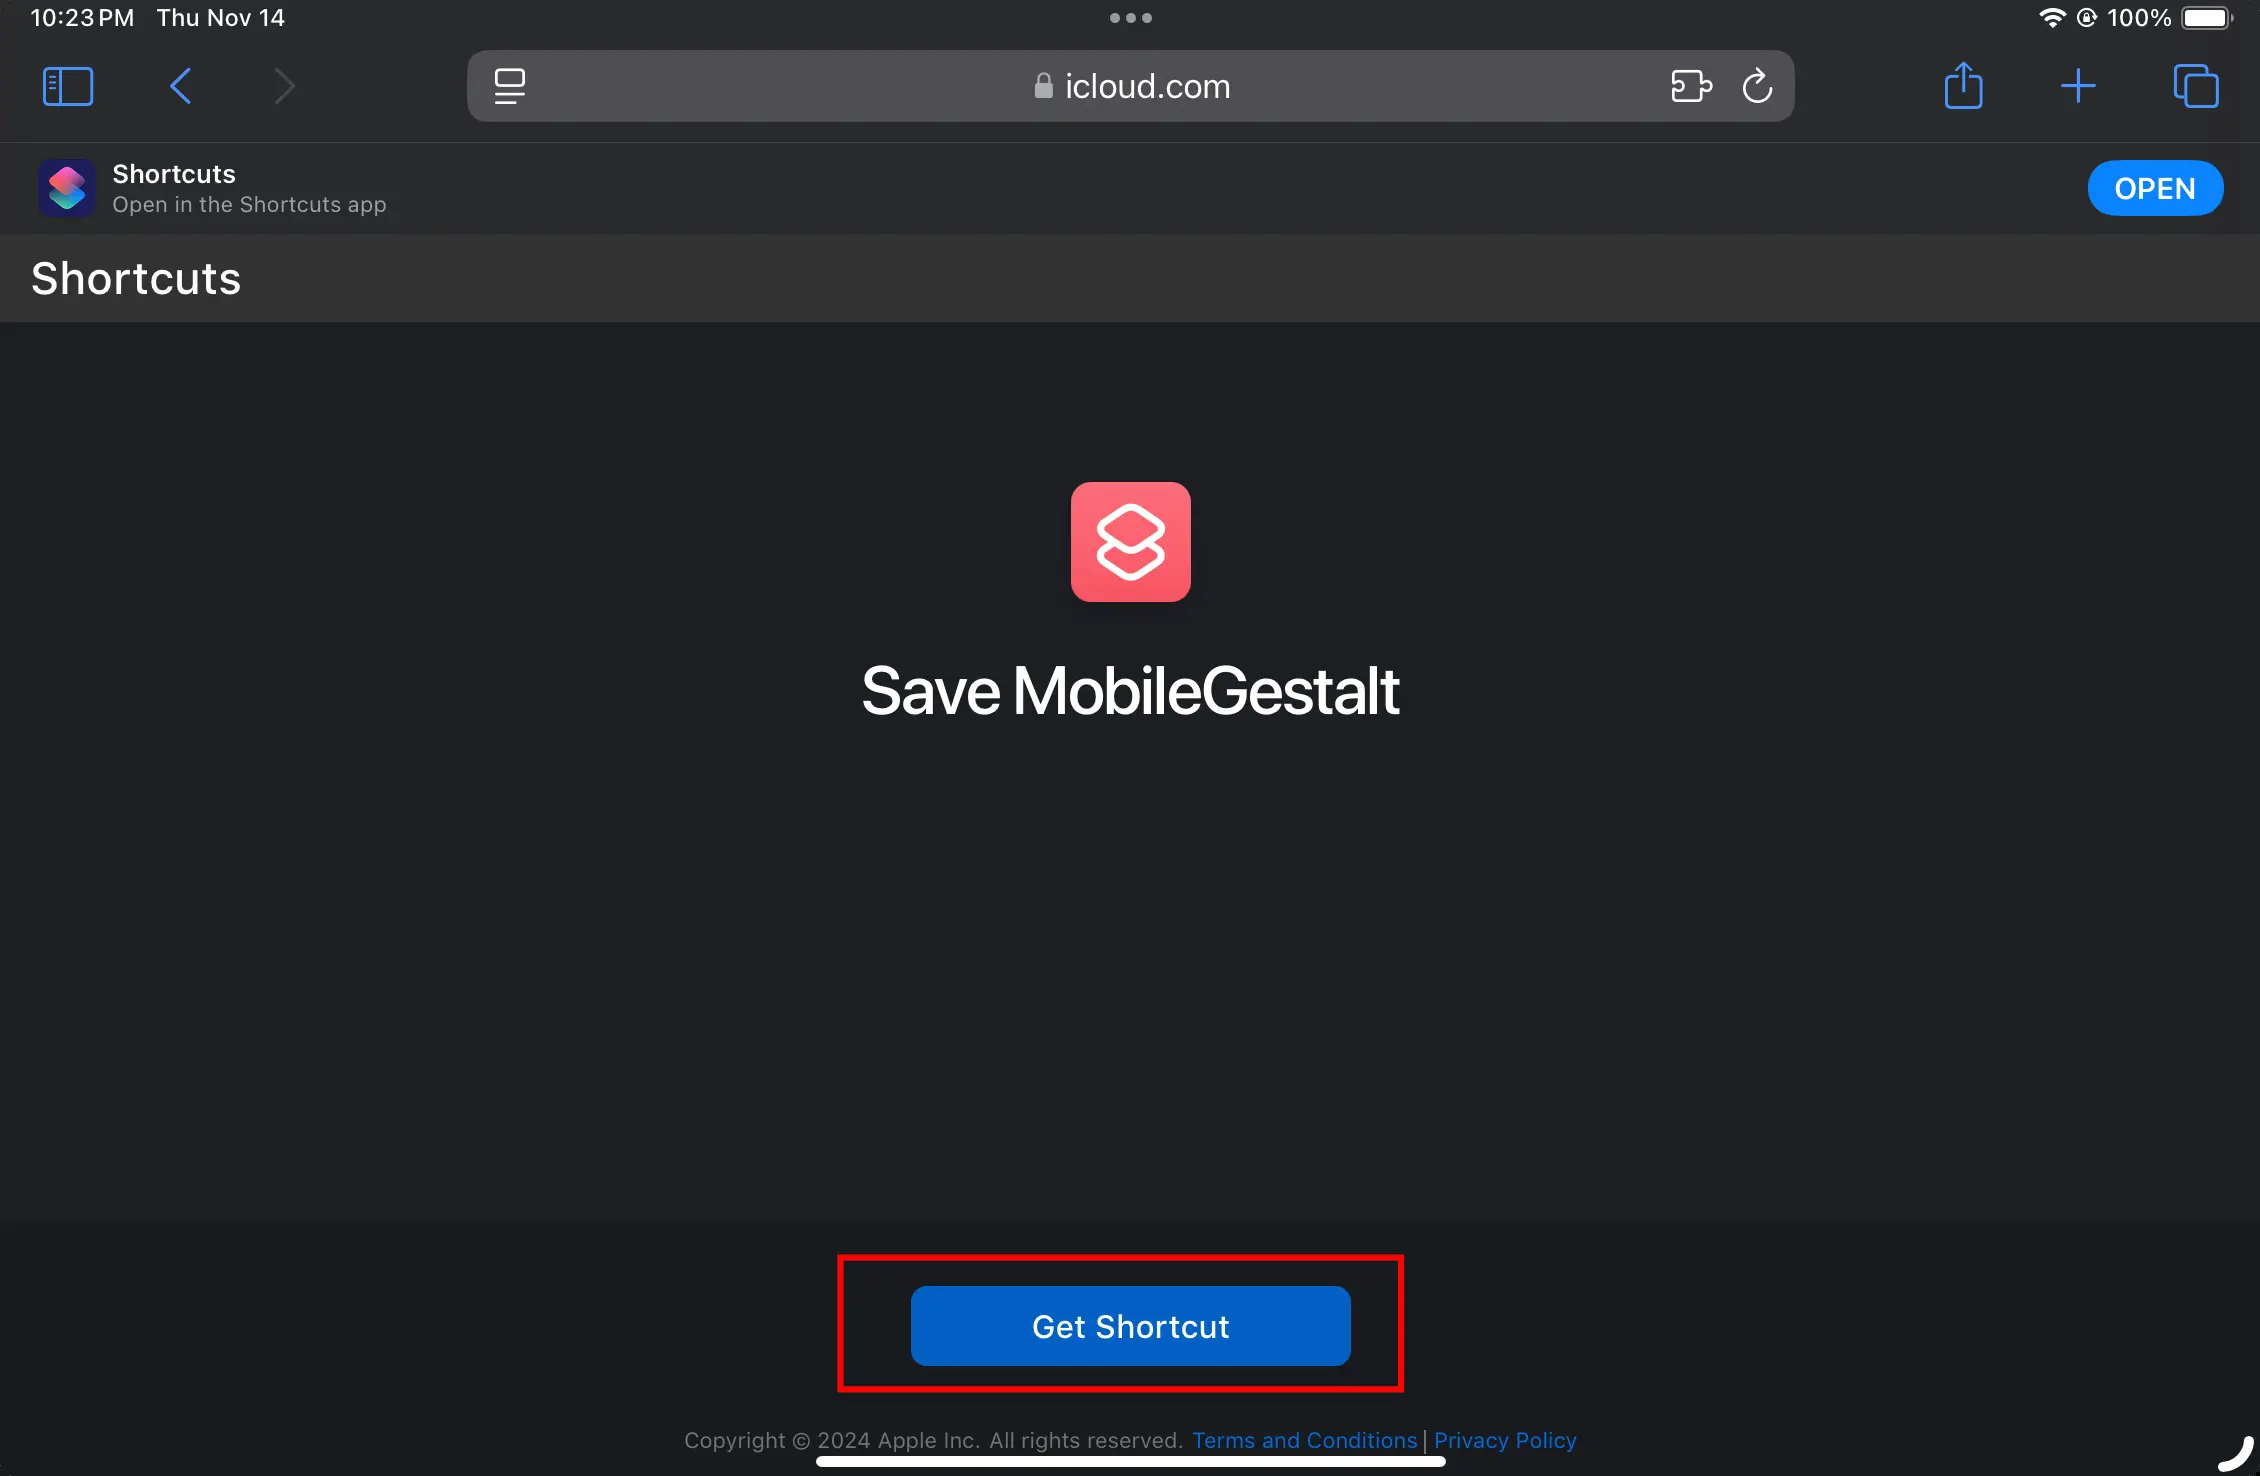 10:23 PM Thu Nov 14
100%
icloud.com
Shortcuts
Open in the Shortcuts app
OPEN
Shortcuts
Save MobileGestalt
Get Shortcut
Copyright © 2024 Apple Inc. All rights reserved. Terms and Conditions | Privacy Policy